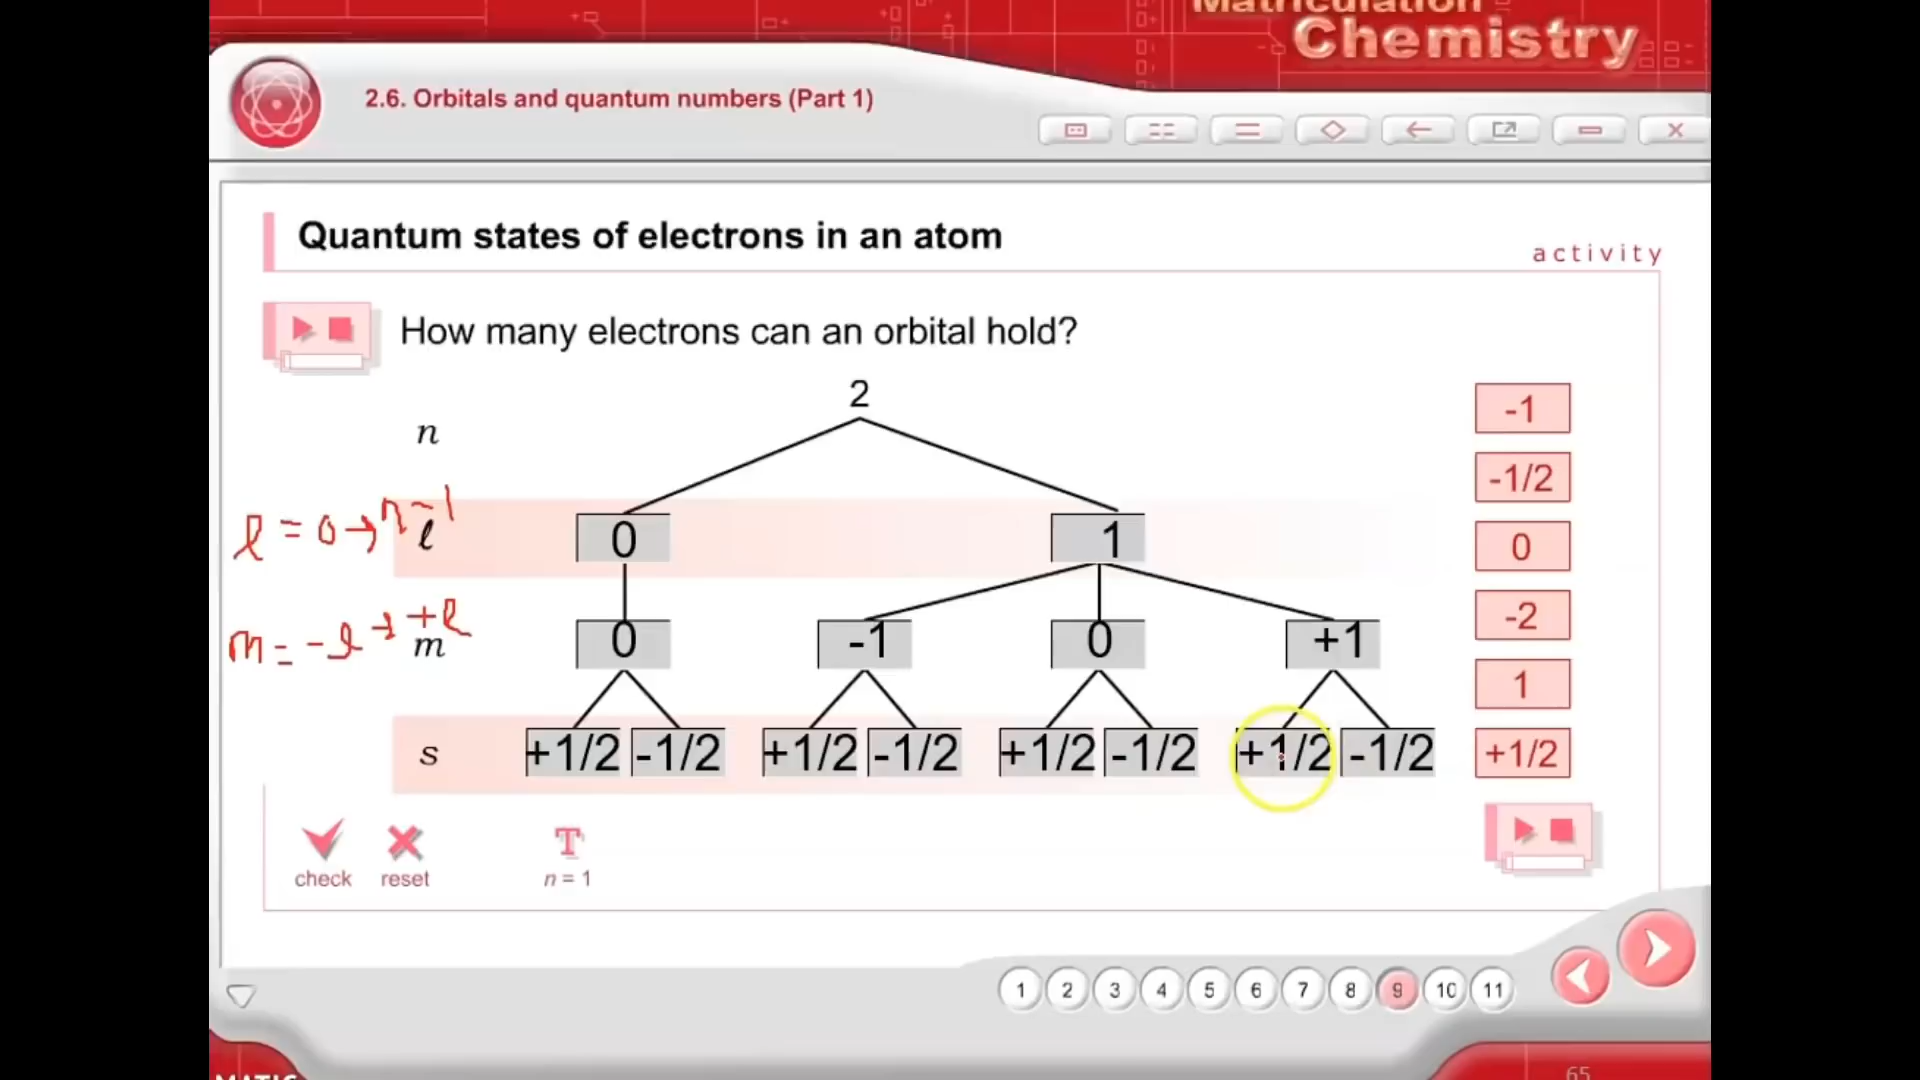 Matriculation
Chemistry
2.6. Orbitals and quantum numbers (Part 1)
Quantum states of electrons in an atom
activity
How many electrons can an orbital hold?
2
n
l = 0 → n-1
ℓ 0 1
m = -l → +l
m 0 -1 0 +1
s +1/2 -1/2 +1/2 -1/2 +1/2 -1/2 +1/2 -1/2
-1
-1/2
0
-2
1
+1/2
check reset n = 1
1 2 3 4 5 6 7 8 9 10 11
65